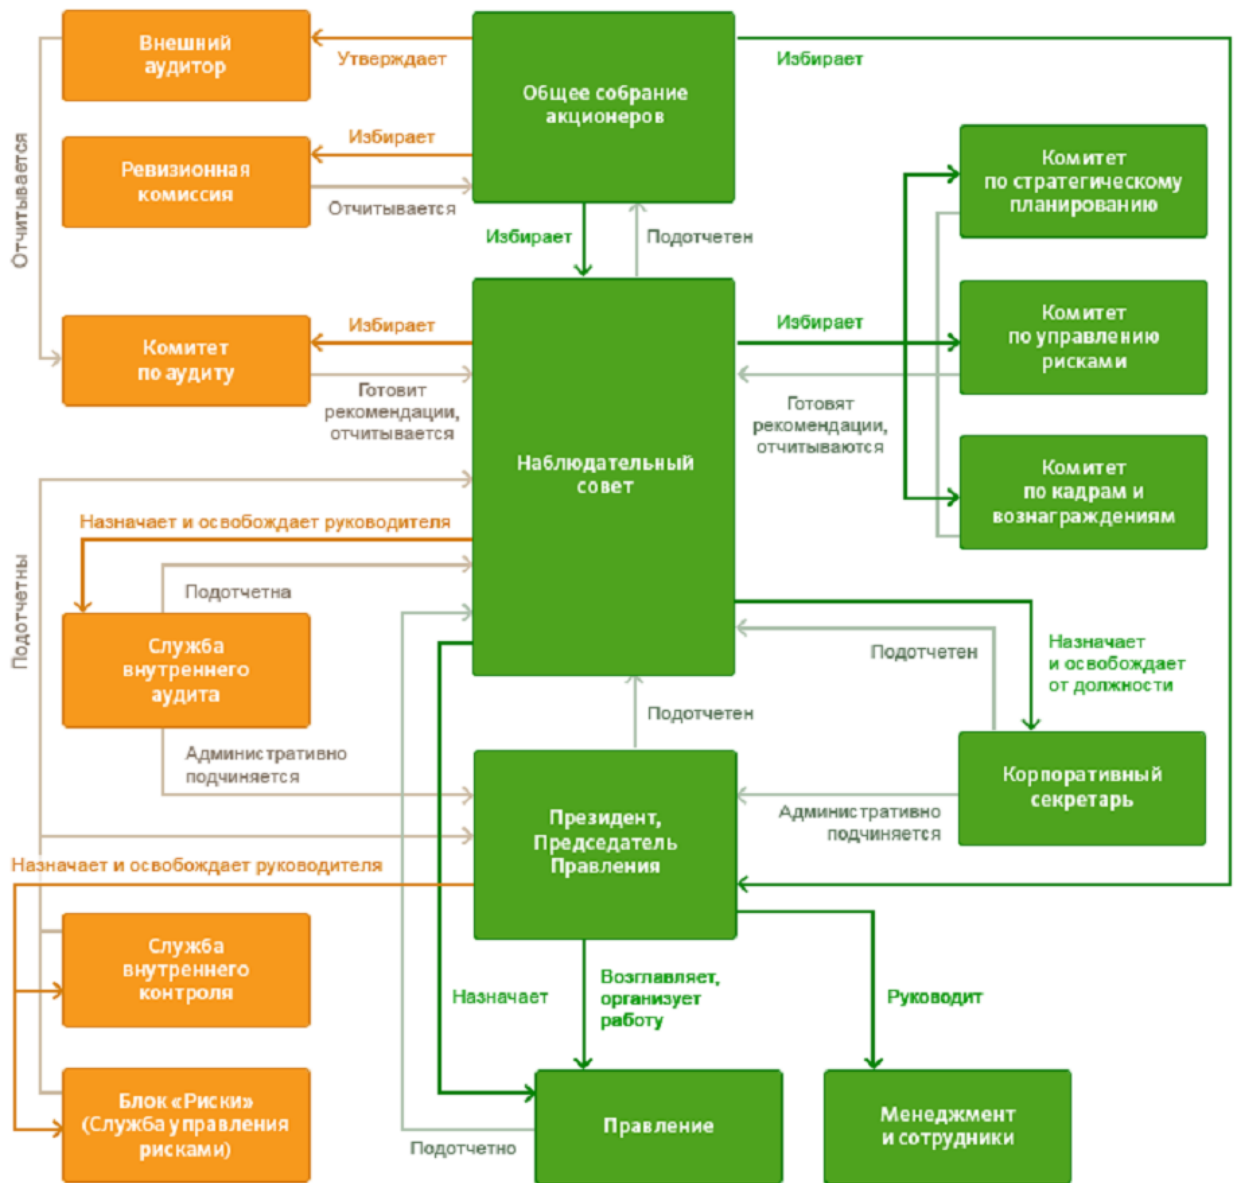 Внешний
аудитор
Утверждает
Общее собрание
акционеров
Избирает
Отчитывается
Ревизионная
комиссия
Избирает
Отчитывается
Комитет
по стратегическому
планированию
Избирает
Подотчетен
Комитет
по аудиту
Избирает
Готовит
рекомендации,
отчитывается
Наблюдательный
совет
Избирает
Готовят
рекомендации,
отчитываются
Комитет
по управлению
рисками
Комитет
по кадрам и
вознаграждениям
Назначает и освобождает руководителя
Подотчетны
Подотчетна
Служба
внутреннего
аудита
Административно
подчиняется
Подотчетен
Подотчетен
Назначает
и освобождает
от должности
Корпоративный
секретарь
Административно
подчиняется
Президент,
Председатель
Правления
Назначает и освобождает руководителя
Служба
внутреннего
контроля
Назначает
Возглавляет,
организует
работу
Руководит
Блок «Риски»
(Служба управления
рисками)
Подотчетно
Правление
Менеджмент
и сотрудники